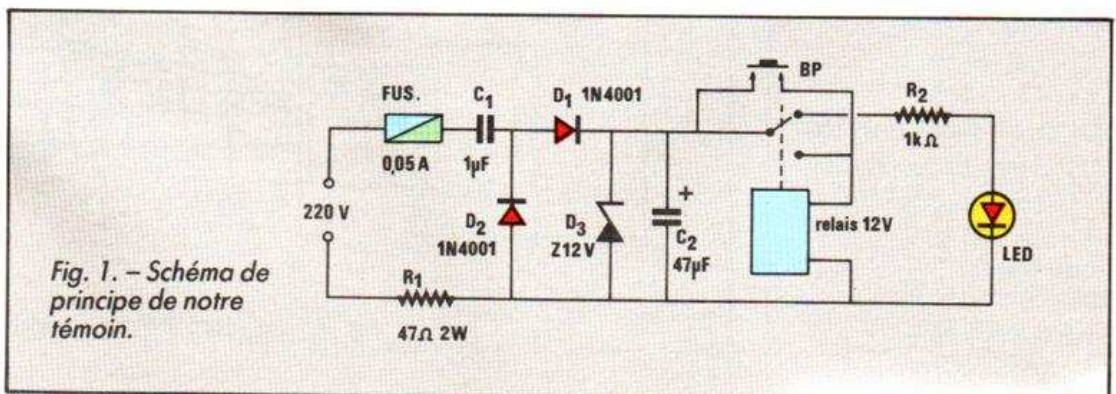 FUS.
0,05 A
C1
1µF
D1 1N4001
BP
R2
1kΩ
220 V
D2
1N4001
D3
Z12V
+
C2
47µF
relais 12V
LED
R1
47Ω 2W
Fig. 1. – Schéma de
principe de notre
témoin.